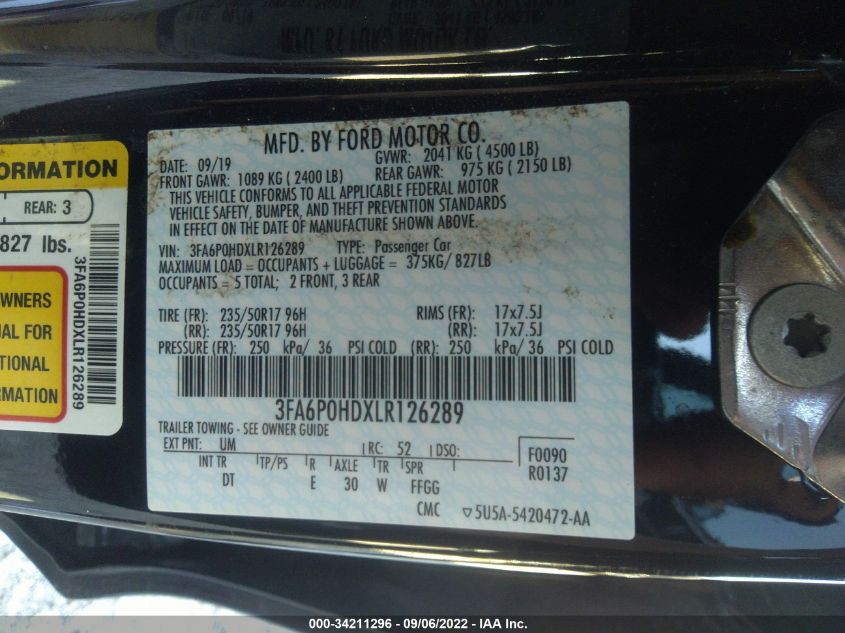 ORMATION
REAR: 3
827 lbs.
WNERS
UAL FOR
TIONAL
RMATION
3FA6P0HDXLR126289
MFD. BY FORD MOTOR CO.
DATE: 09/19 GVWR: 2041 KG ( 4500 LB)
FRONT GAWR: 1089 KG ( 2400 LB) REAR GAWR: 975 KG ( 2150 LB)
THIS VEHICLE CONFORMS TO ALL APPLICABLE FEDERAL MOTOR
VEHICLE SAFETY, BUMPER, AND THEFT PREVENTION STANDARDS
IN EFFECT ON THE DATE OF MANUFACTURE SHOWN ABOVE.
VIN: 3FA6P0HDXLR126289 TYPE: Passenger Car
MAXIMUM LOAD = OCCUPANTS + LUGGAGE = 375KG/ 827LB
OCCUPANTS = 5 TOTAL; 2 FRONT, 3 REAR
TIRE (FR): 235/50R17 96H RIMS (FR): 17x7.5J
(RR): 235/50R17 96H (RR): 17x7.5J
PRESSURE (FR): 250 kPa/ 36 PSI COLD (RR): 250 kPa/ 36 PSI COLD
3FA6P0HDXLR126289
TRAILER TOWING - SEE OWNER GUIDE
EXT PNT: UM RC: 52 DSO: F0090
INT TR TP/PS R AXLE TR SPR R0137
DT E 30 W FFGG
CMC ▽5U5A-5420472-AA
000-34211296 - 09/06/2022 - IAA Inc.